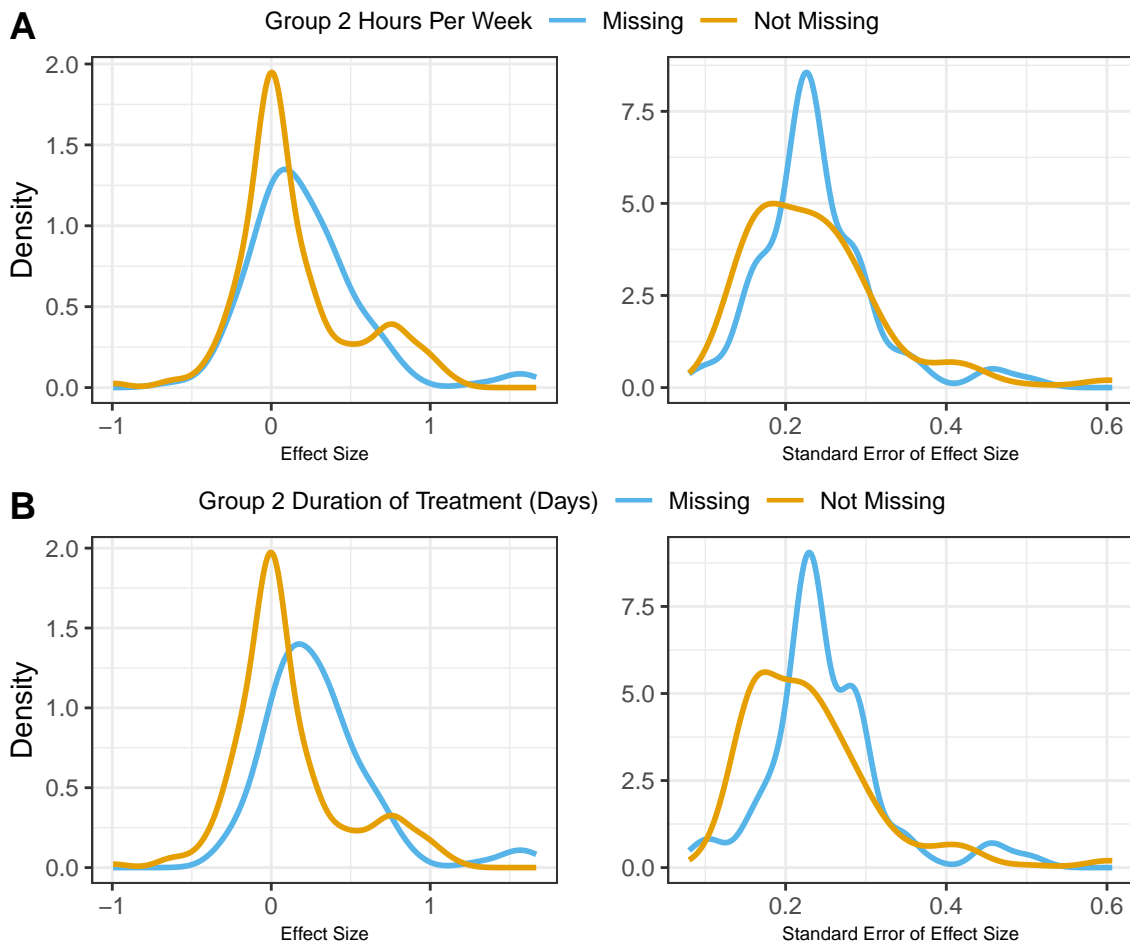 A
Group 2 Hours Per Week Missing Not Missing
Density
2.0
1.5
1.0
0.5
0.0
−1 0 1
Effect Size
7.5
5.0
2.5
0.0
0.2 0.4 0.6
Standard Error of Effect Size
B
Group 2 Duration of Treatment (Days) Missing Not Missing
Density
2.0
1.5
1.0
0.5
0.0
−1 0 1
Effect Size
7.5
5.0
2.5
0.0
0.2 0.4 0.6
Standard Error of Effect Size